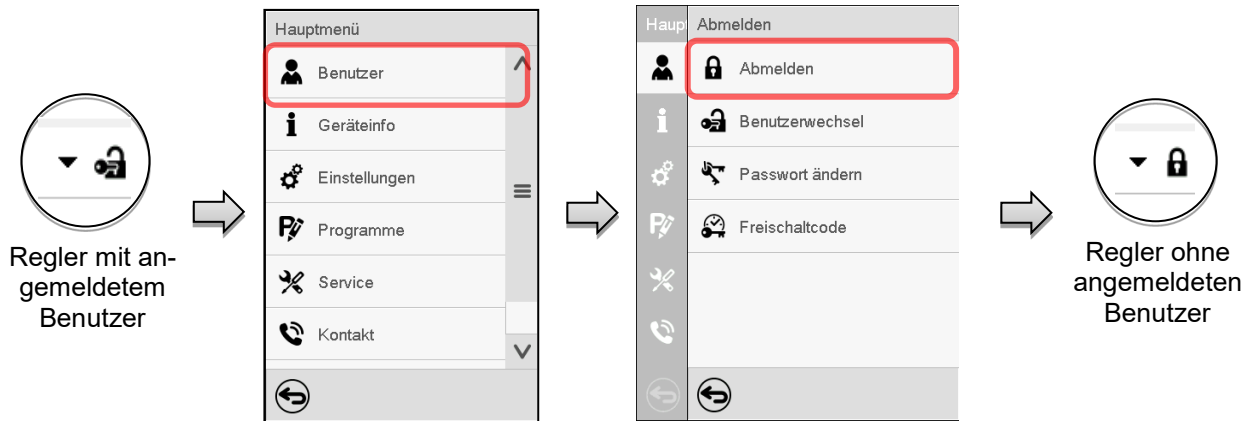 Regler mit an-
gemeldetem
Benutzer
Hauptmenü
Benutzer
Geräteinfo
Einstellungen
Programme
Service
Kontakt
Haup
Abmelden
Abmelden
Benutzerwechsel
Passwort ändern
Freischaltcode
Regler ohne
angemeldeten
Benutzer